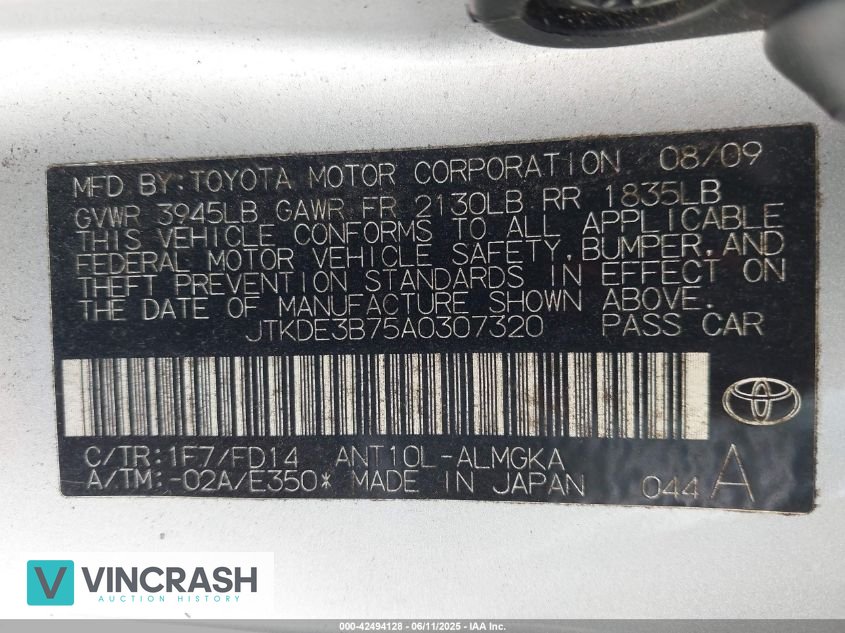 MFD BY: TOYOTA MOTOR CORPORATION 08/09
GVWR 3945LB GAWR FR 2130LB RR 1835LB
THIS VEHICLE CONFORMS TO ALL APPLICABLE
FEDERAL MOTOR VEHICLE SAFETY, BUMPER, AND
THEFT PREVENTION STANDARDS IN EFFECT ON
THE DATE OF MANUFACTURE SHOWN ABOVE.
JTKDE3B75A0307320 PASS CAR
C/TR: 1F7/FD14 ANT10L-ALMGKA
A/TM: -02A/E350* MADE IN JAPAN 044 A
VINCRASH
AUCTION HISTORY
000-42494128 - 06/11/2025 - IAA Inc.